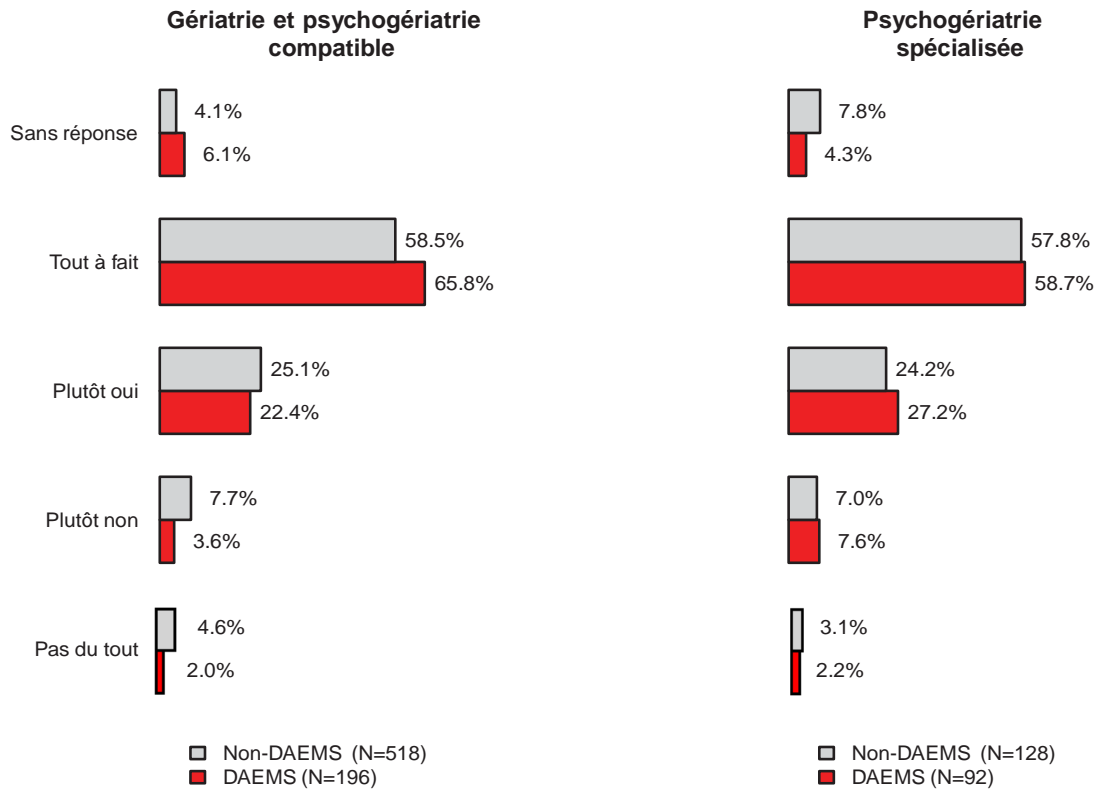 Gériatrie et psychogériatrie
compatible
Psychogériatrie
spécialisée
Sans réponse
4.1%
6.1%
7.8%
4.3%
Tout à fait
58.5%
65.8%
57.8%
58.7%
Plutôt oui
25.1%
22.4%
24.2%
27.2%
Plutôt non
7.7%
3.6%
7.0%
7.6%
Pas du tout
4.6%
2.0%
3.1%
2.2%
Non-DAEMS (N=518)
DAEMS (N=196)
Non-DAEMS (N=128)
DAEMS (N=92)